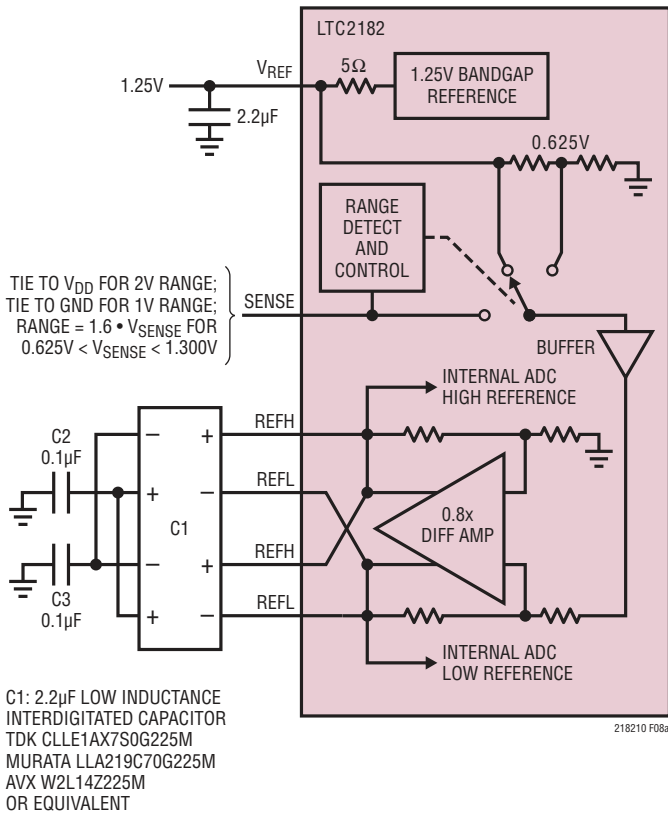 LTC2182
1.25V
VREF
5Ω
1.25V BANDGAP
REFERENCE
2.2µF
0.625V
RANGE
DETECT
AND
CONTROL
TIE TO VDD FOR 2V RANGE;
TIE TO GND FOR 1V RANGE;
RANGE = 1.6 • VSENSE FOR
0.625V < VSENSE < 1.300V
SENSE
BUFFER
INTERNAL ADC
HIGH REFERENCE
C2
0.1µF
– +
REFH
+ –
REFL
C1
0.8x
DIFF AMP
– +
REFH
C3
0.1µF
+ –
REFL
INTERNAL ADC
LOW REFERENCE
C1: 2.2µF LOW INDUCTANCE
INTERDIGITATED CAPACITOR
TDK CLLE1AX7S0G225M
MURATA LLA219C70G225M
AVX W2L14Z225M
OR EQUIVALENT
218210 F08a